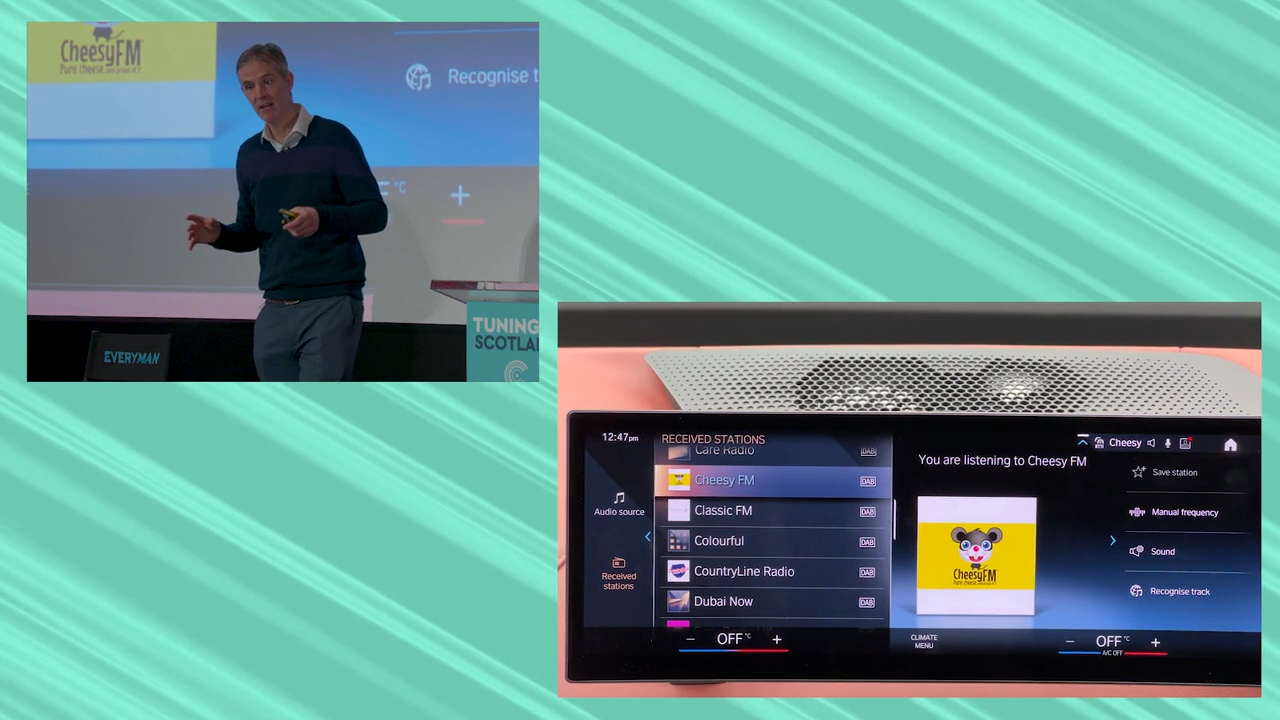 CheesyFM
Pure cheese...and proud of it
Recognise t
°C
+
EVERYMAN
TUNING
SCOTLA
12:47pm
RECEIVED STATIONS
Care Radio
DAB
Cheesy FM
DAB
Classic FM
DAB
Colourful
DAB
CountryLine Radio
DAB
Dubai Now
DAB
Audio source
Received
stations
Cheesy
You are listening to Cheesy FM
CheesyFM
Save station
Manual frequency
Sound
Recognise track
− OFF °C +
CLIMATE
MENU
− OFF °C +
A/C OFF